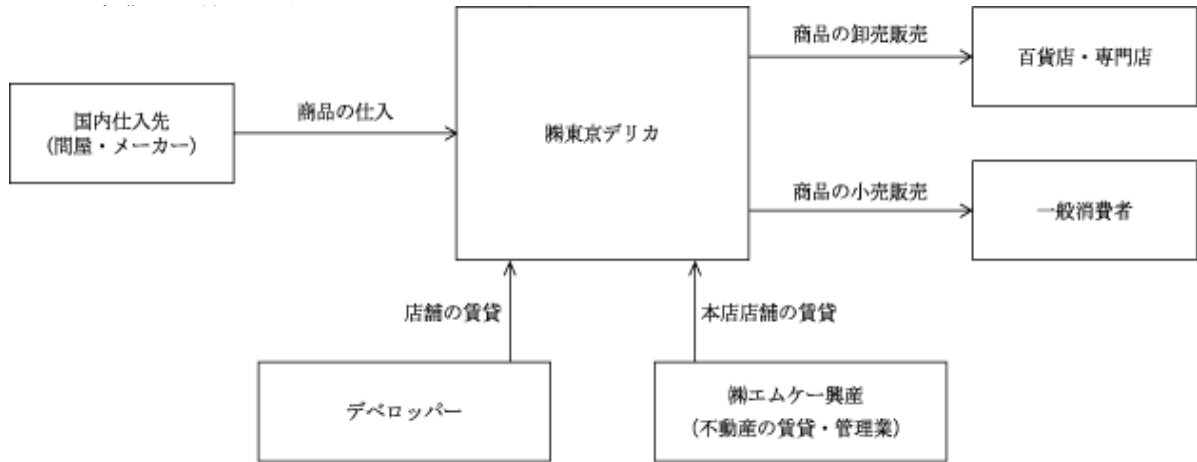 商品の卸売販売
百貨店・専門店
国内仕入先
(問屋・メーカー)
商品の仕入
㈱東京デリカ
商品の小売販売
一般消費者
店舗の賃貸
本店店舗の賃貸
デベロッパー
㈱エムケー興産
(不動産の賃貸・管理業)